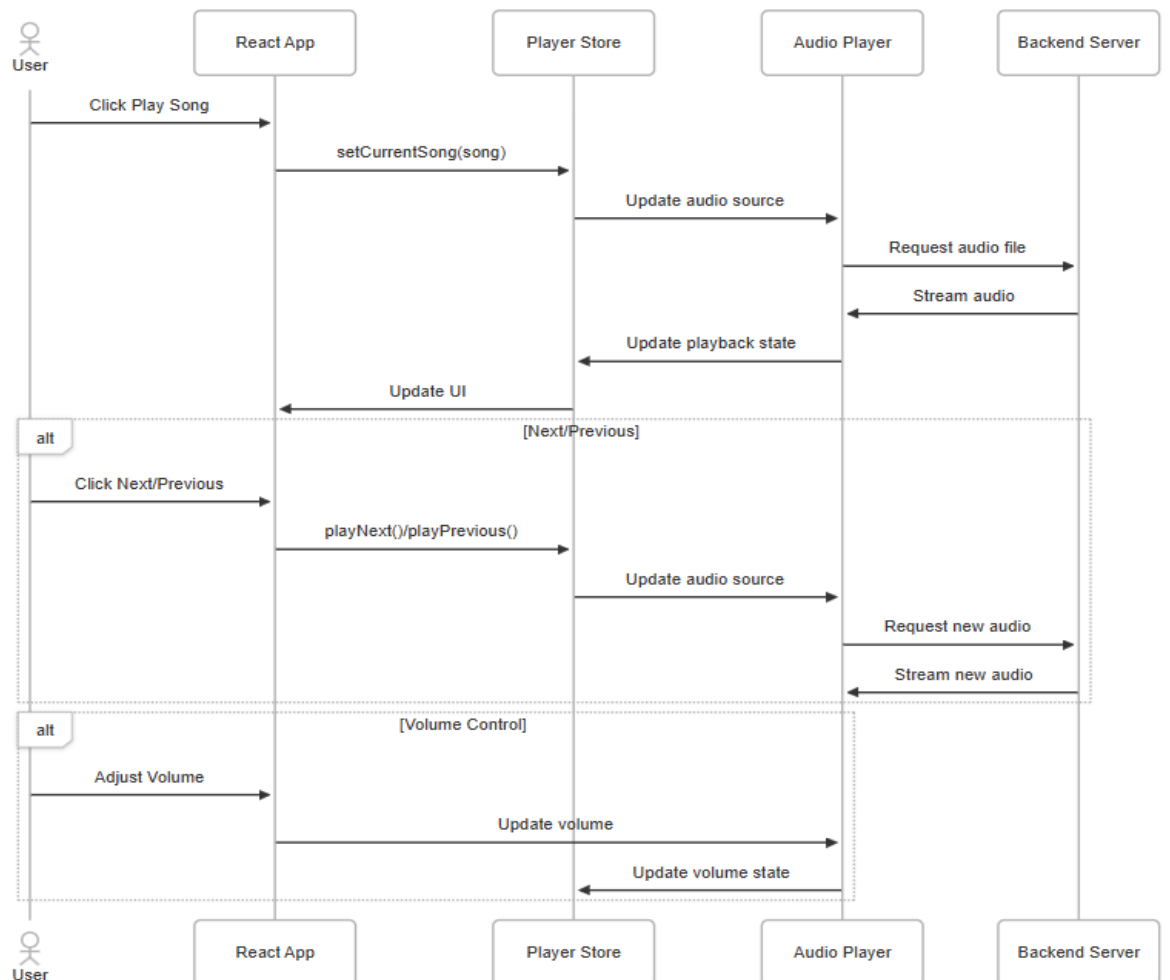 User
React App
Player Store
Audio Player
Backend Server
Click Play Song
setCurrentSong(song)
Update audio source
Request audio file
Stream audio
Update playback state
Update UI
alt
[Next/Previous]
Click Next/Previous
playNext()/playPrevious()
Update audio source
Request new audio
Stream new audio
alt
[Volume Control]
Adjust Volume
Update volume
Update volume state
User
React App
Player Store
Audio Player
Backend Server